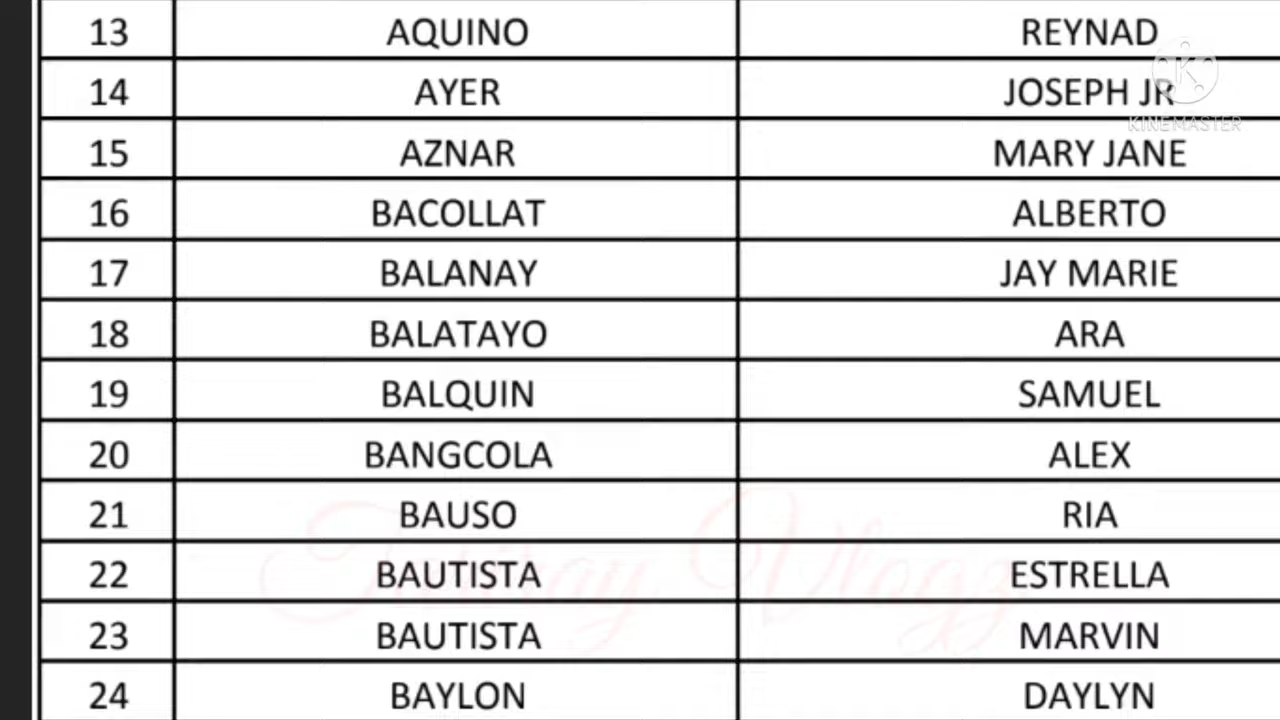 13 AQUINO REYNAD
14 AYER JOSEPH JR
KINEMASTER
15 AZNAR MARY JANE
16 BACOLLAT ALBERTO
17 BALANAY JAY MARIE
18 BALATAYO ARA
19 BALQUIN SAMUEL
20 BANGCOLA ALEX
21 BAUSO RIA
Vlogz
22 BAUTISTA ESTRELLA
23 BAUTISTA MARVIN
24 BAYLON DAYLYN